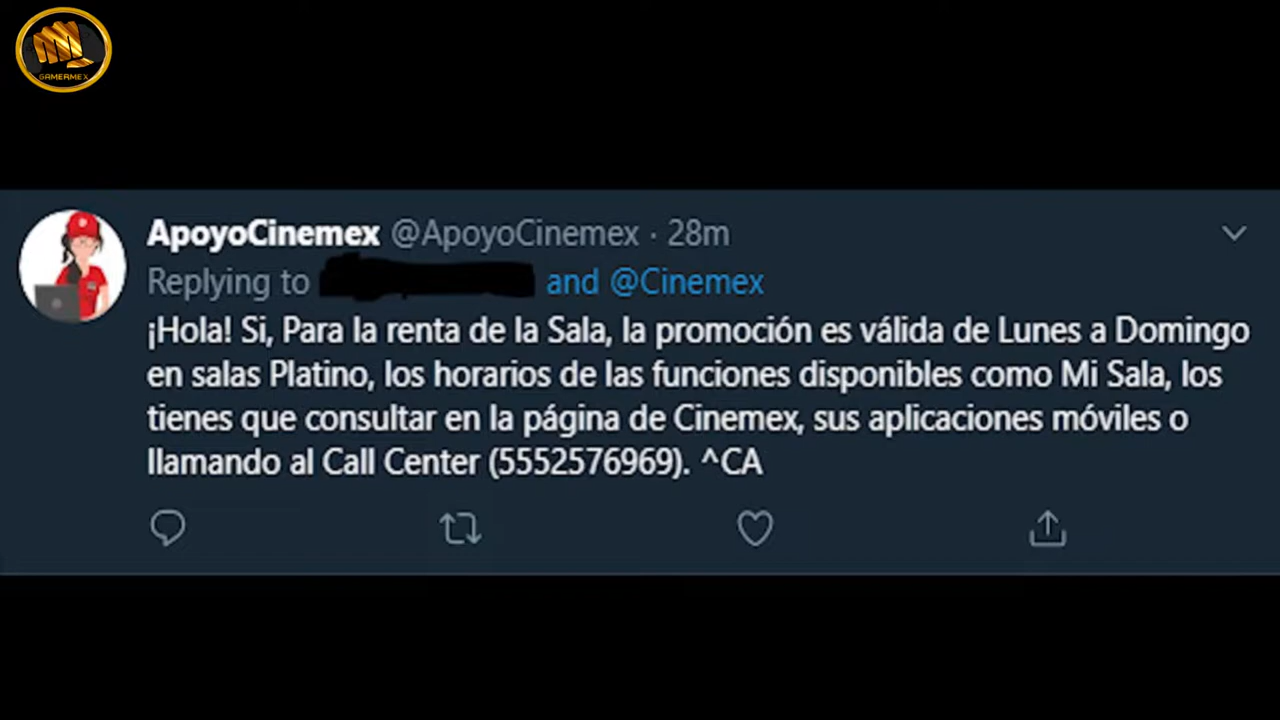 GAMERMEX
ApoyoCinemex @ApoyoCinemex · 28m
Replying to and @Cinemex
¡Hola! Si, Para la renta de la Sala, la promoción es válida de Lunes a Domingo
en salas Platino, los horarios de las funciones disponibles como Mi Sala, los
tienes que consultar en la página de Cinemex, sus aplicaciones móviles o
llamando al Call Center (5552576969). ^CA